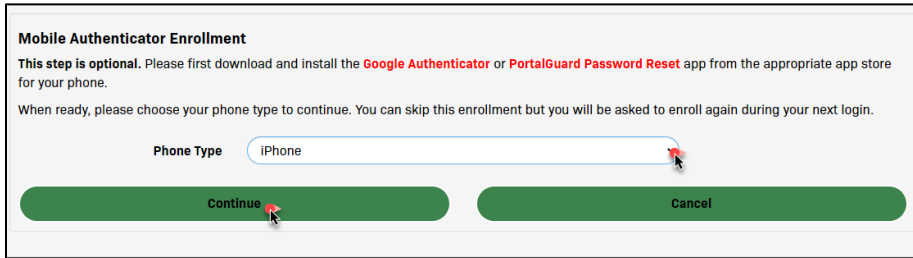 Mobile Authenticator Enrollment
This step is optional. Please first download and install the Google Authenticator or PortalGuard Password Reset app from the appropriate app store
for your phone.
When ready, please choose your phone type to continue. You can skip this enrollment but you will be asked to enroll again during your next login.
Phone Type iPhone
Continue Cancel